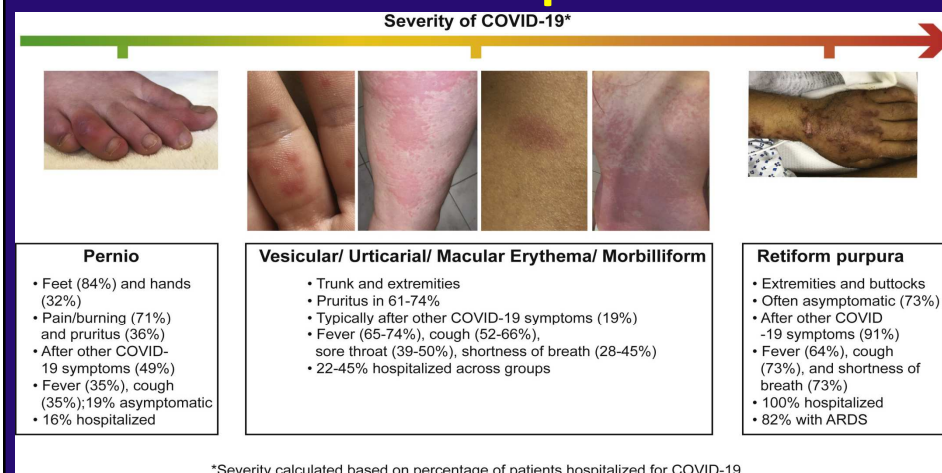 Severity of COVID-19*
Pernio
• Feet (84%) and hands
(32%)
• Pain/burning (71%)
and pruritus (36%)
• After other COVID-
19 symptoms (49%)
• Fever (35%), cough
(35%);19% asymptomatic
• 16% hospitalized
Vesicular/ Urticarial/ Macular Erythema/ Morbilliform
• Trunk and extremities
• Pruritus in 61-74%
• Typically after other COVID-19 symptoms (19%)
• Fever (65-74%), cough (52-66%),
sore throat (39-50%), shortness of breath (28-45%)
• 22-45% hospitalized across groups
Retiform purpura
• Extremities and buttocks
• Often asymptomatic (73%)
• After other COVID
-19 symptoms (91%)
• Fever (64%), cough
(73%), and shortness of
breath (73%)
• 100% hospitalized
• 82% with ARDS
*Severity calculated based on percentage of patients hospitalized for COVID-19